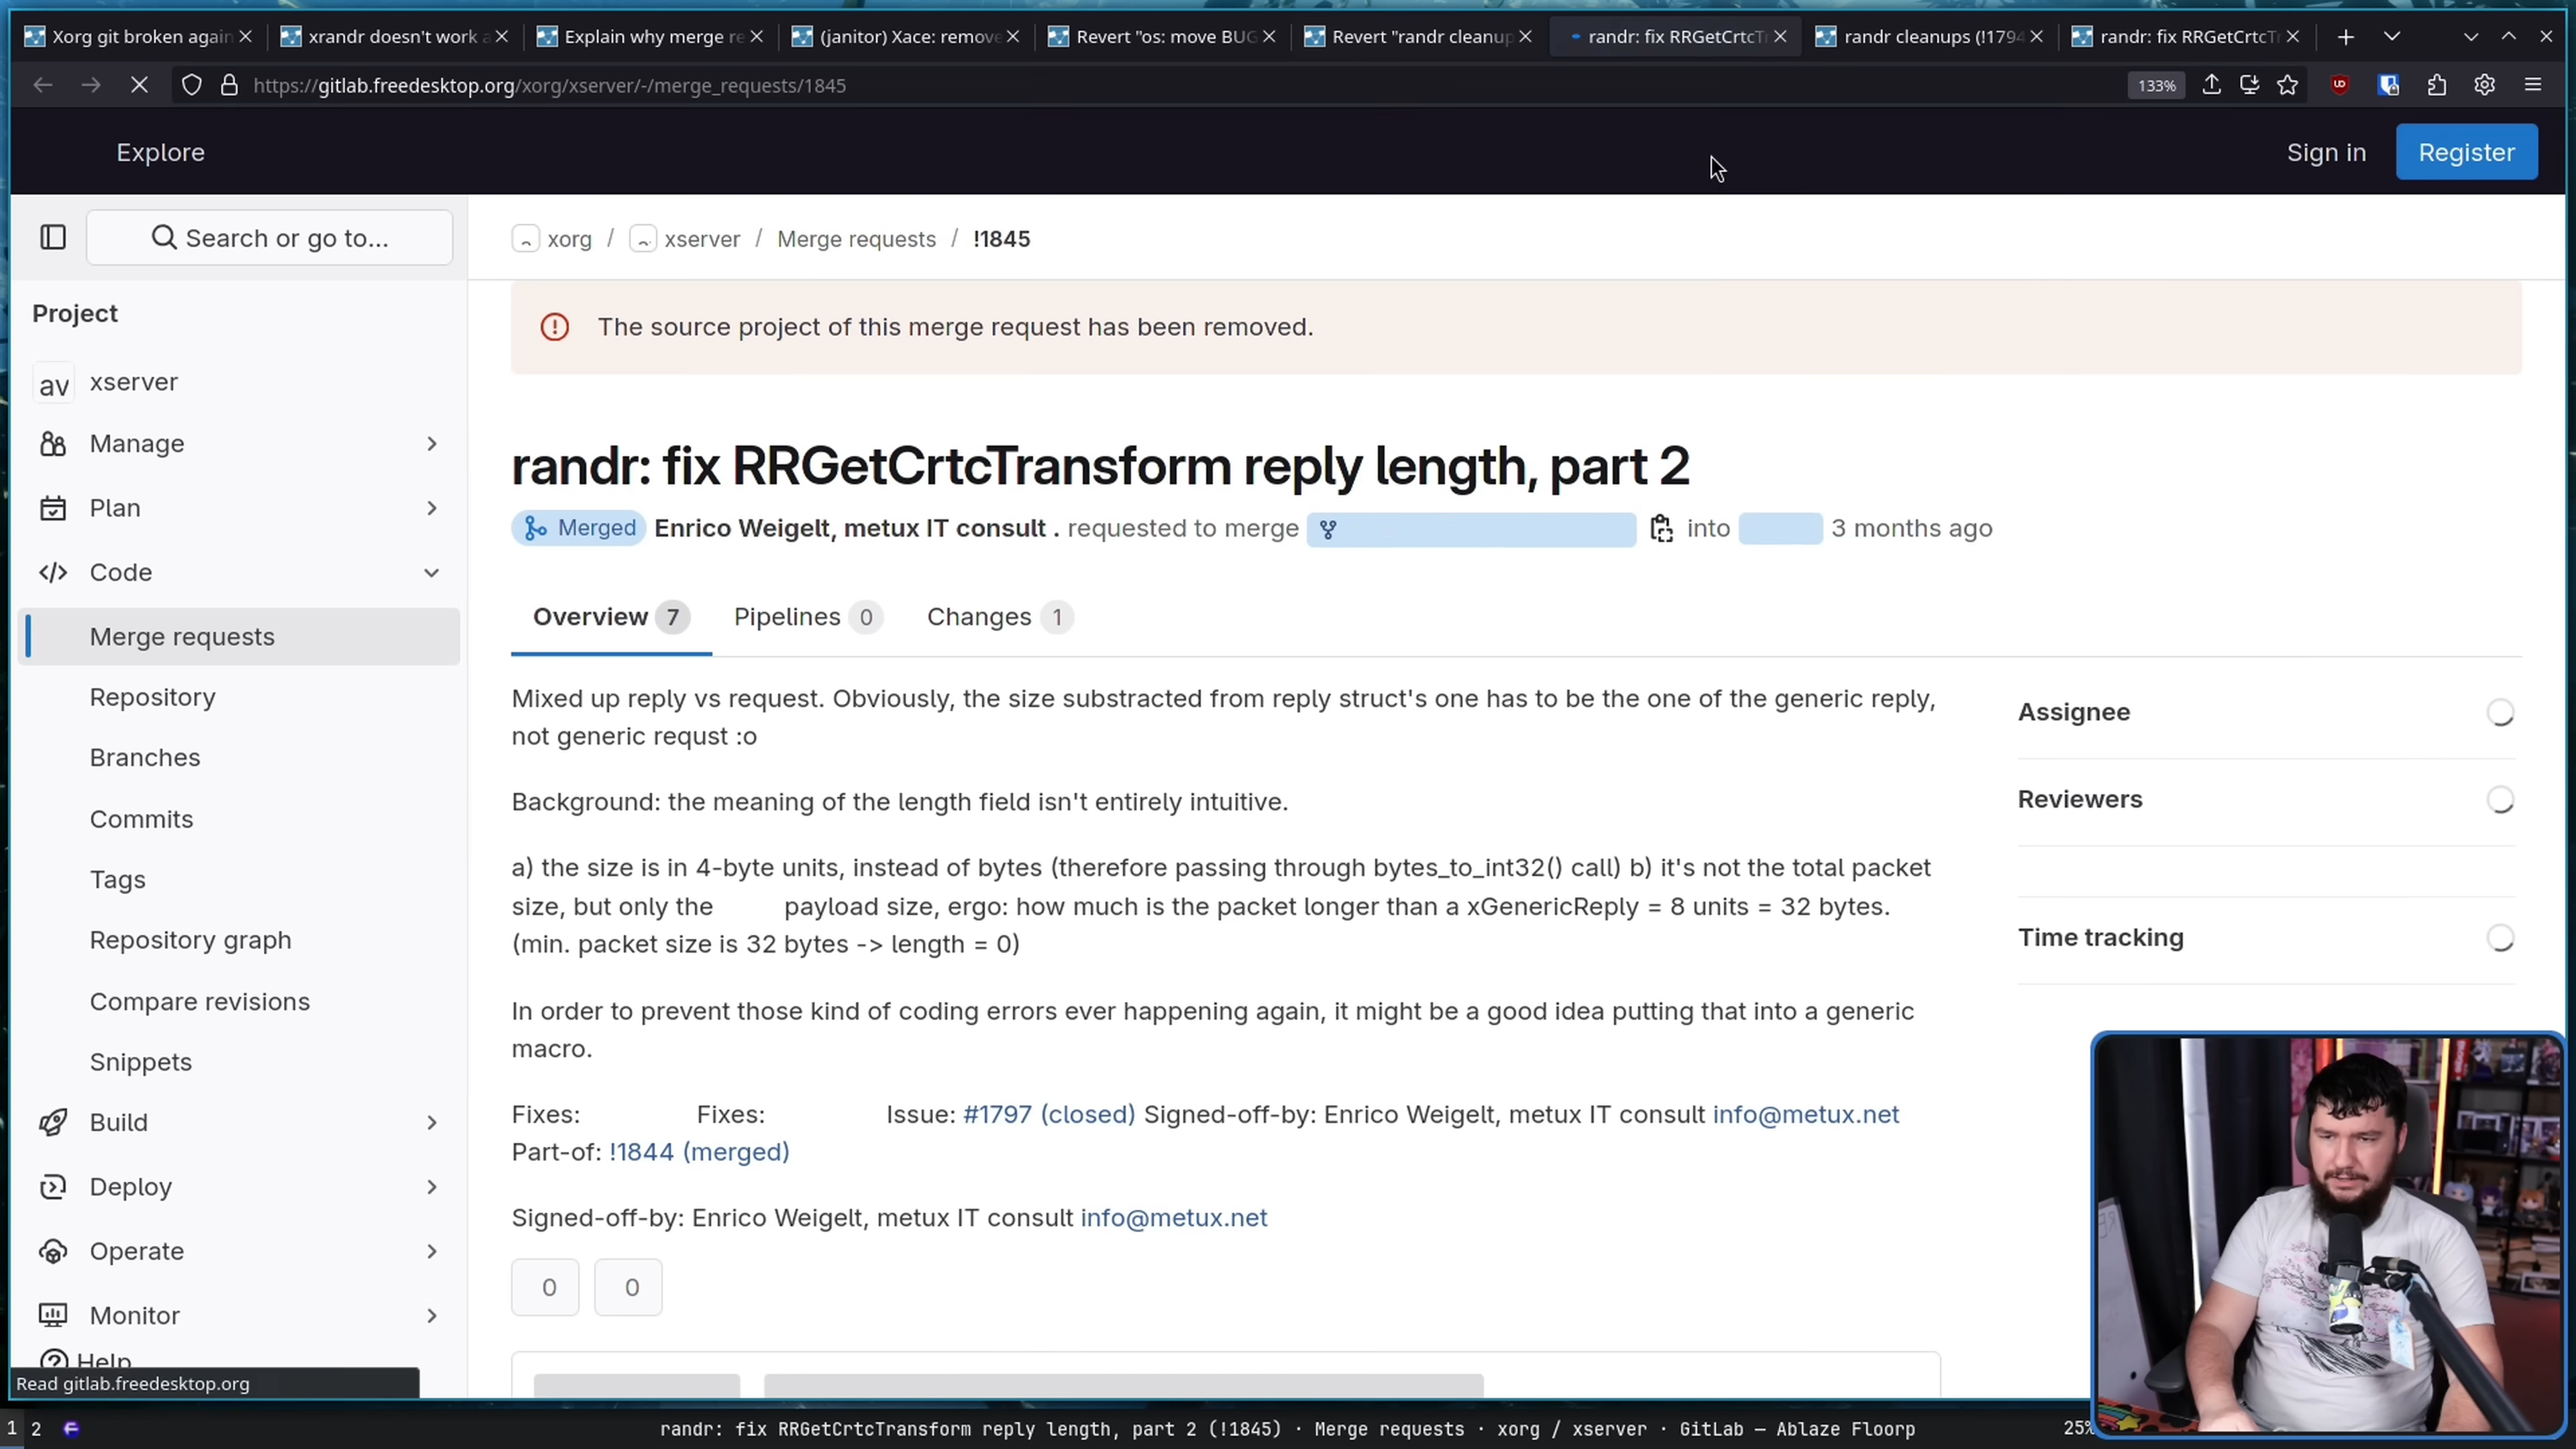 Xorg git broken again
xrandr doesn't work a
Explain why merge re
(janitor) Xace: remove
Revert "os: move BUG
Revert "randr cleanup
randr: fix RRGetCrtcT
randr cleanups (!1794
randr: fix RRGetCrtcT
https://gitlab.freedesktop.org/xorg/xserver/-/merge_requests/1845
133%
Explore
Sign in
Register
Search or go to...
xorg / xserver / Merge requests / !1845
Project
The source project of this merge request has been removed.
av xserver
Manage
Plan
Code
Merge requests
Repository
Branches
Commits
Tags
Repository graph
Compare revisions
Snippets
Build
Deploy
Operate
Monitor
Help
randr: fix RRGetCrtcTransform reply length, part 2
Merged Enrico Weigelt, metux IT consult . requested to merge into 3 months ago
Overview 7 Pipelines 0 Changes 1
Mixed up reply vs request. Obviously, the size substracted from reply struct's one has to be the one of the generic reply,
not generic requst :o
Background: the meaning of the length field isn't entirely intuitive.
a) the size is in 4-byte units, instead of bytes (therefore passing through bytes_to_int32() call) b) it's not the total packet
size, but only the payload size, ergo: how much is the packet longer than a xGenericReply = 8 units = 32 bytes.
(min. packet size is 32 bytes -> length = 0)
In order to prevent those kind of coding errors ever happening again, it might be a good idea putting that into a generic
macro.
Fixes: Fixes: Issue: #1797 (closed) Signed-off-by: Enrico Weigelt, metux IT consult info@metux.net
Part-of: !1844 (merged)
Signed-off-by: Enrico Weigelt, metux IT consult info@metux.net
0 0
Assignee
Reviewers
Time tracking
Read gitlab.freedesktop.org
1 2
randr: fix RRGetCrtcTransform reply length, part 2 (!1845) · Merge requests · xorg / xserver · GitLab — Ablaze Floorp
25%